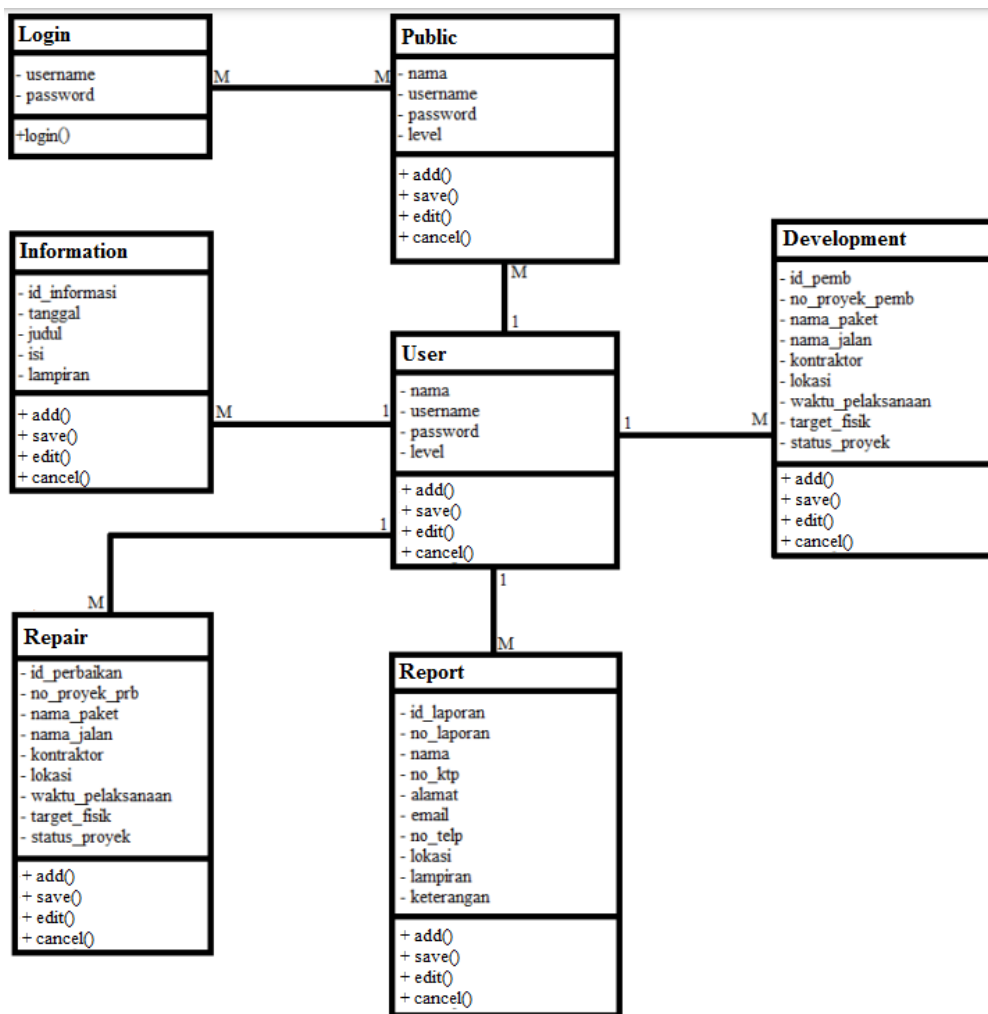 Login
- username
- password
+login()
M
M
Public
- nama
- username
- password
- level
+ add()
+ save()
+ edit()
+ cancel()
M
1
Information
- id_informasi
- tanggal
- judul
- isi
- lampiran
+ add()
+ save()
+ edit()
+ cancel()
M
1
User
- nama
- username
- password
- level
+ add()
+ save()
+ edit()
+ cancel()
1
M
Development
- id_pemb
- no_proyek_pemb
- nama_paket
- nama_jalan
- kontraktor
- lokasi
- waktu_pelaksanaan
- target_fisik
- status_proyek
+ add()
+ save()
+ edit()
+ cancel()
1
M
Repair
- id_perbaikan
- no_proyek_prb
- nama_paket
- nama_jalan
- kontraktor
- lokasi
- waktu_pelaksanaan
- target_fisik
- status_proyek
+ add()
+ save()
+ edit()
+ cancel()
1
M
Report
- id_laporan
- no_laporan
- nama
- no_ktp
- alamat
- email
- no_telp
- lokasi
- lampiran
- keterangan
+ add()
+ save()
+ edit()
+ cancel()